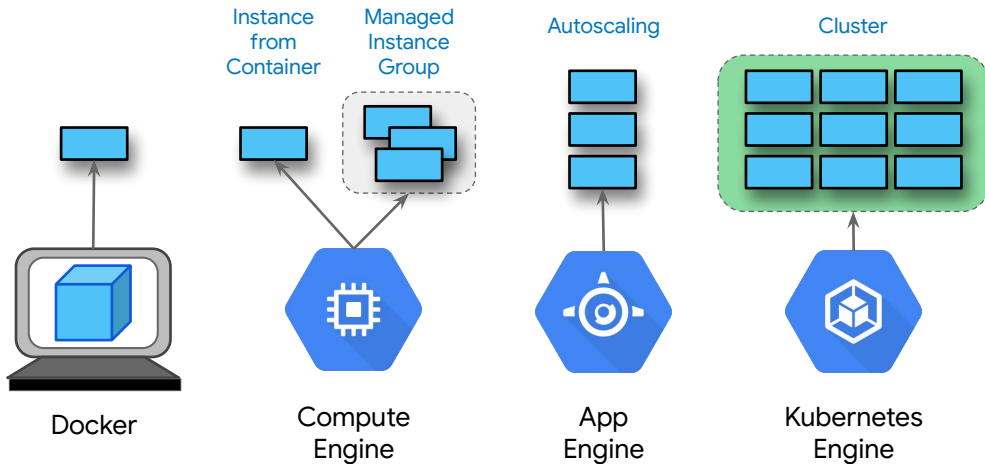 Instance
from
Container
Managed
Instance
Group
Autoscaling
Cluster
Docker
Compute
Engine
App
Engine
Kubernetes
Engine